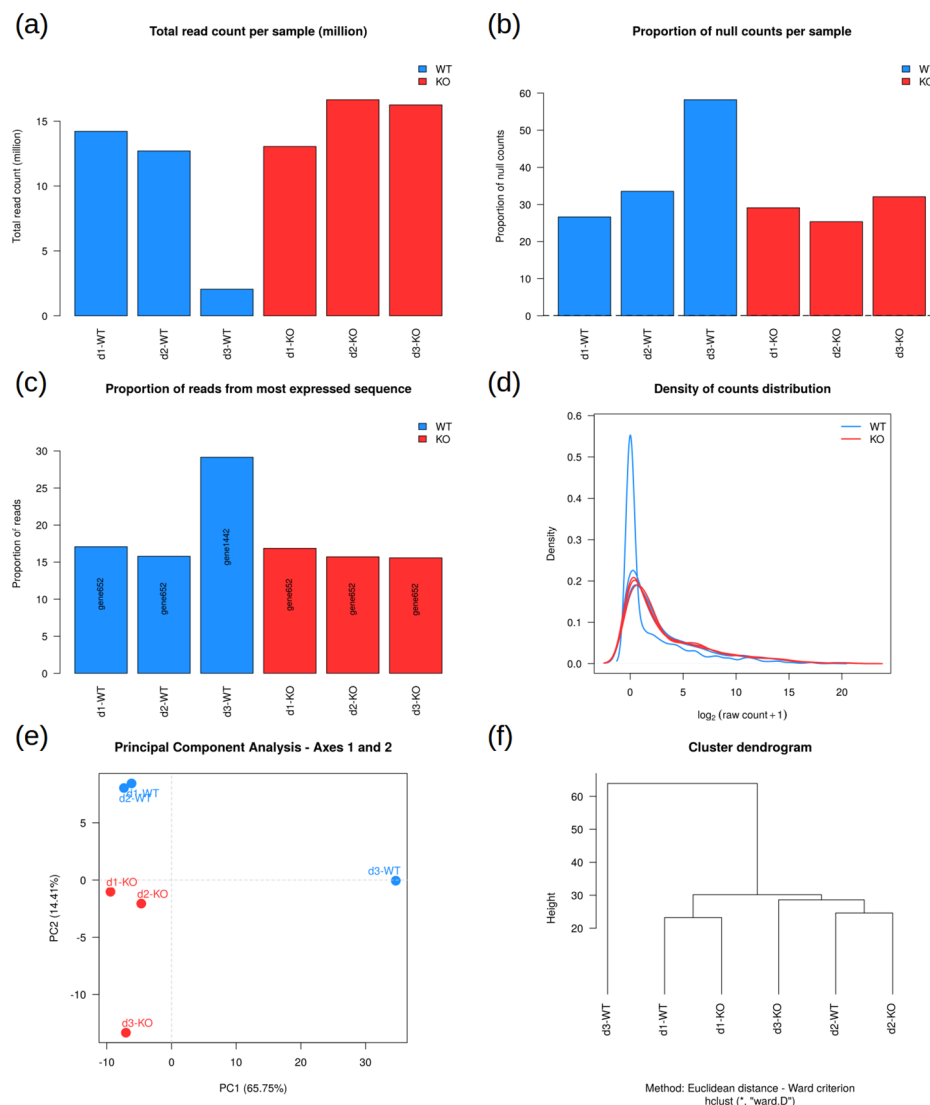 (a)
Total read count per sample (million)
WT
KO
Total read count (million)
15
10
5
0
d1-WT
d2-WT
d3-WT
d1-KO
d2-KO
d3-KO
(b)
Proportion of null counts per sample
WT
KO
Proportion of null counts
60
50
40
30
20
10
0
d1-WT
d2-WT
d3-WT
d1-KO
d2-KO
d3-KO
(c)
Proportion of reads from most expressed sequence
WT
KO
Proportion of reads
30
25
20
15
10
5
0
gene652
gene652
gene1442
gene652
gene652
gene652
d1-WT
d2-WT
d3-WT
d1-KO
d2-KO
d3-KO
(d)
Density of counts distribution
WT
KO
Density
0.6
0.5
0.4
0.3
0.2
0.1
0.0
0
5
10
15
20
log₂ (raw count + 1)
(e)
Principal Component Analysis - Axes 1 and 2
PC2 (14.41%)
5
0
-5
-10
d1-WT
d2-WT
d3-WT
d1-KO
d2-KO
d3-KO
-10
0
10
20
30
PC1 (65.75%)
(f)
Cluster dendrogram
Height
60
50
40
30
20
d3-WT
d1-WT
d1-KO
d3-KO
d2-WT
d2-KO
Method: Euclidean distance - Ward criterion
hclust (*, "ward.D")